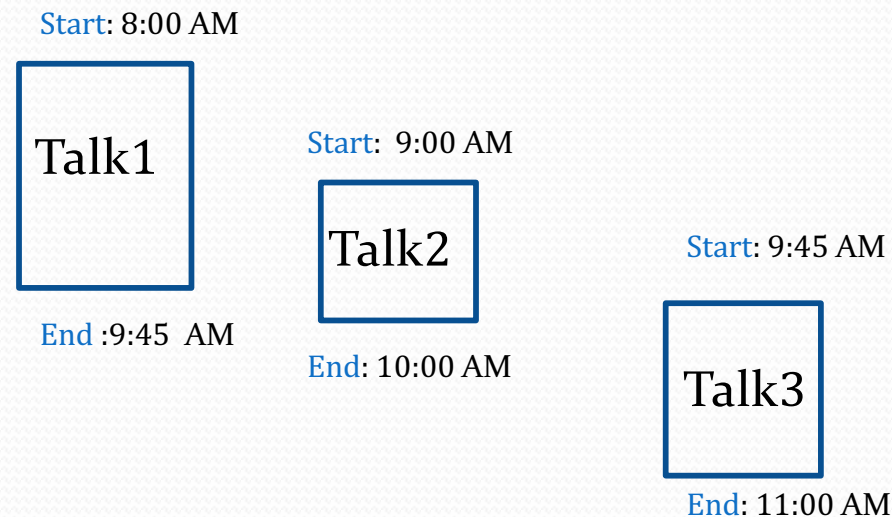 Start: 8:00 AM
Talk1
End :9:45 AM
Start: 9:00 AM
Talk2
End: 10:00 AM
Start: 9:45 AM
Talk3
End: 11:00 AM